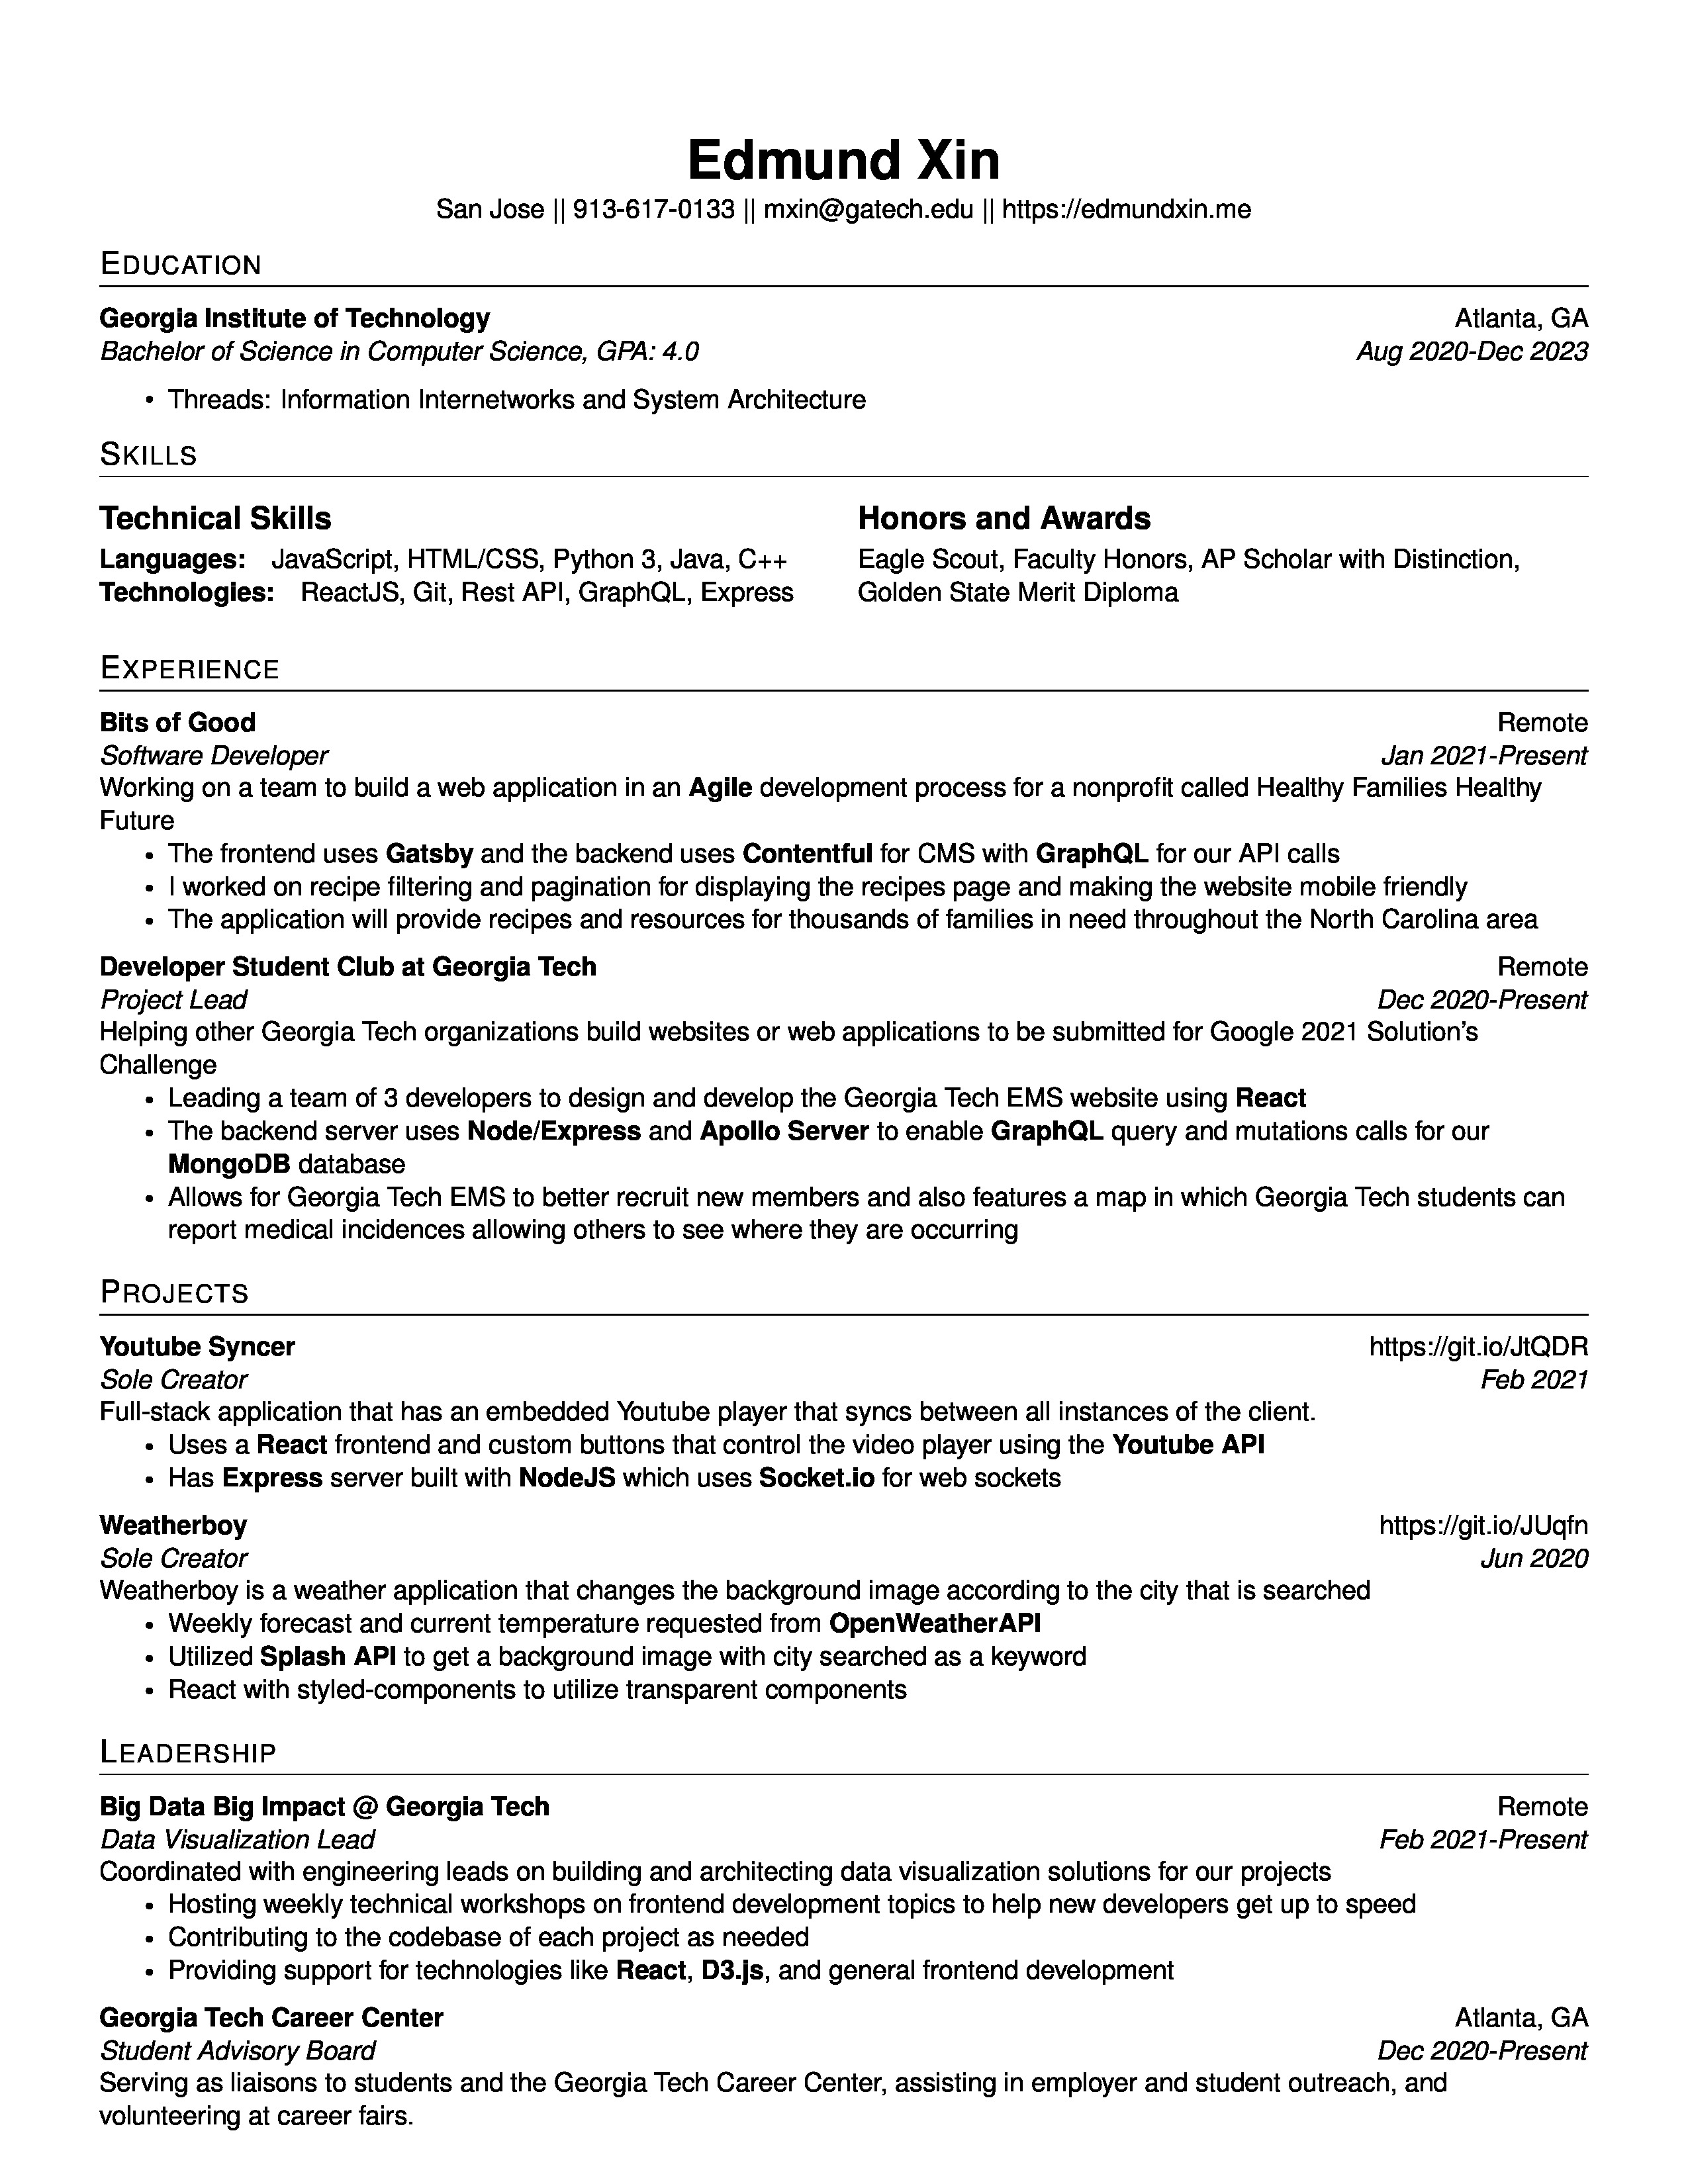 Edmund Xin
San Jose || 913-617-0133 || mxin@gatech.edu || https://edmundxin.me
EDUCATION
Georgia Institute of Technology Atlanta, GA
Bachelor of Science in Computer Science, GPA: 4.0 Aug 2020-Dec 2023
• Threads: Information Internetworks and System Architecture
SKILLS
Technical Skills
Languages: JavaScript, HTML/CSS, Python 3, Java, C++
Technologies: ReactJS, Git, Rest API, GraphQL, Express
Honors and Awards
Eagle Scout, Faculty Honors, AP Scholar with Distinction,
Golden State Merit Diploma
EXPERIENCE
Bits of Good Remote
Software Developer Jan 2021-Present
Working on a team to build a web application in an Agile development process for a nonprofit called Healthy Families Healthy
Future
• The frontend uses Gatsby and the backend uses Contentful for CMS with GraphQL for our API calls
• I worked on recipe filtering and pagination for displaying the recipes page and making the website mobile friendly
• The application will provide recipes and resources for thousands of families in need throughout the North Carolina area
Developer Student Club at Georgia Tech Remote
Project Lead Dec 2020-Present
Helping other Georgia Tech organizations build websites or web applications to be submitted for Google 2021 Solution's
Challenge
• Leading a team of 3 developers to design and develop the Georgia Tech EMS website using React
• The backend server uses Node/Express and Apollo Server to enable GraphQL query and mutations calls for our
MongoDB database
• Allows for Georgia Tech EMS to better recruit new members and also features a map in which Georgia Tech students can
report medical incidences allowing others to see where they are occurring
PROJECTS
Youtube Syncer https://git.io/JtQDR
Sole Creator Feb 2021
Full-stack application that has an embedded Youtube player that syncs between all instances of the client.
• Uses a React frontend and custom buttons that control the video player using the Youtube API
• Has Express server built with NodeJS which uses Socket.io for web sockets
Weatherboy https://git.io/JUqfn
Sole Creator Jun 2020
Weatherboy is a weather application that changes the background image according to the city that is searched
• Weekly forecast and current temperature requested from OpenWeatherAPI
• Utilized Splash API to get a background image with city searched as a keyword
• React with styled-components to utilize transparent components
LEADERSHIP
Big Data Big Impact @ Georgia Tech Remote
Data Visualization Lead Feb 2021-Present
Coordinated with engineering leads on building and architecting data visualization solutions for our projects
• Hosting weekly technical workshops on frontend development topics to help new developers get up to speed
• Contributing to the codebase of each project as needed
• Providing support for technologies like React, D3.js, and general frontend development
Georgia Tech Career Center Atlanta, GA
Student Advisory Board Dec 2020-Present
Serving as liaisons to students and the Georgia Tech Career Center, assisting in employer and student outreach, and
volunteering at career fairs.